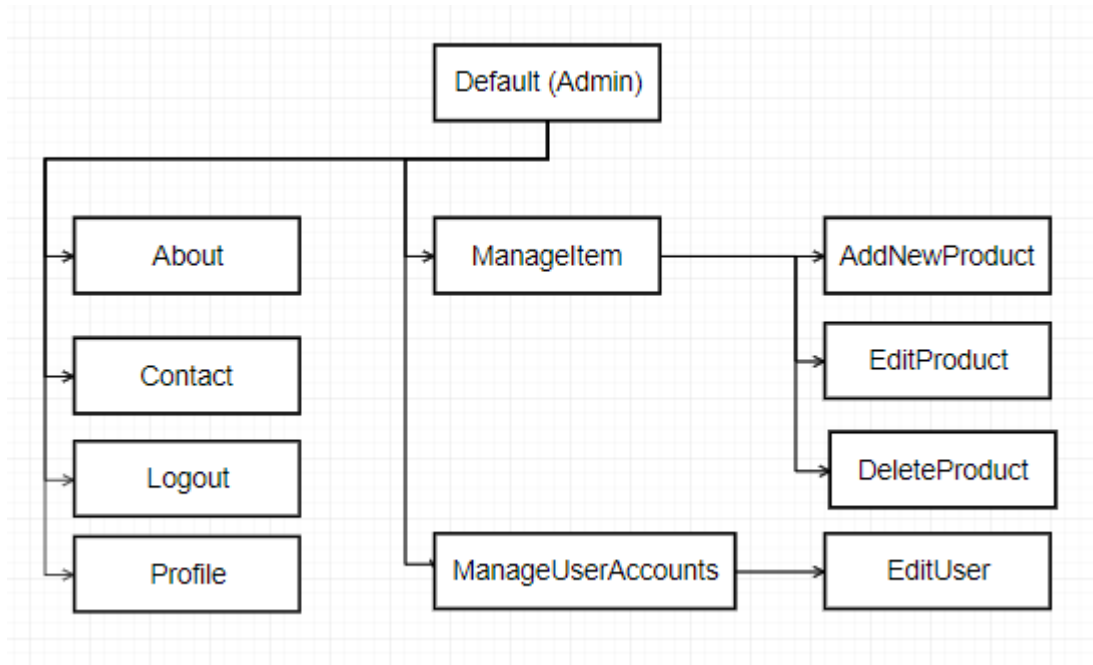 Default (Admin)
About
ManageItem
AddNewProduct
Contact
EditProduct
Logout
DeleteProduct
Profile
ManageUserAccounts
EditUser